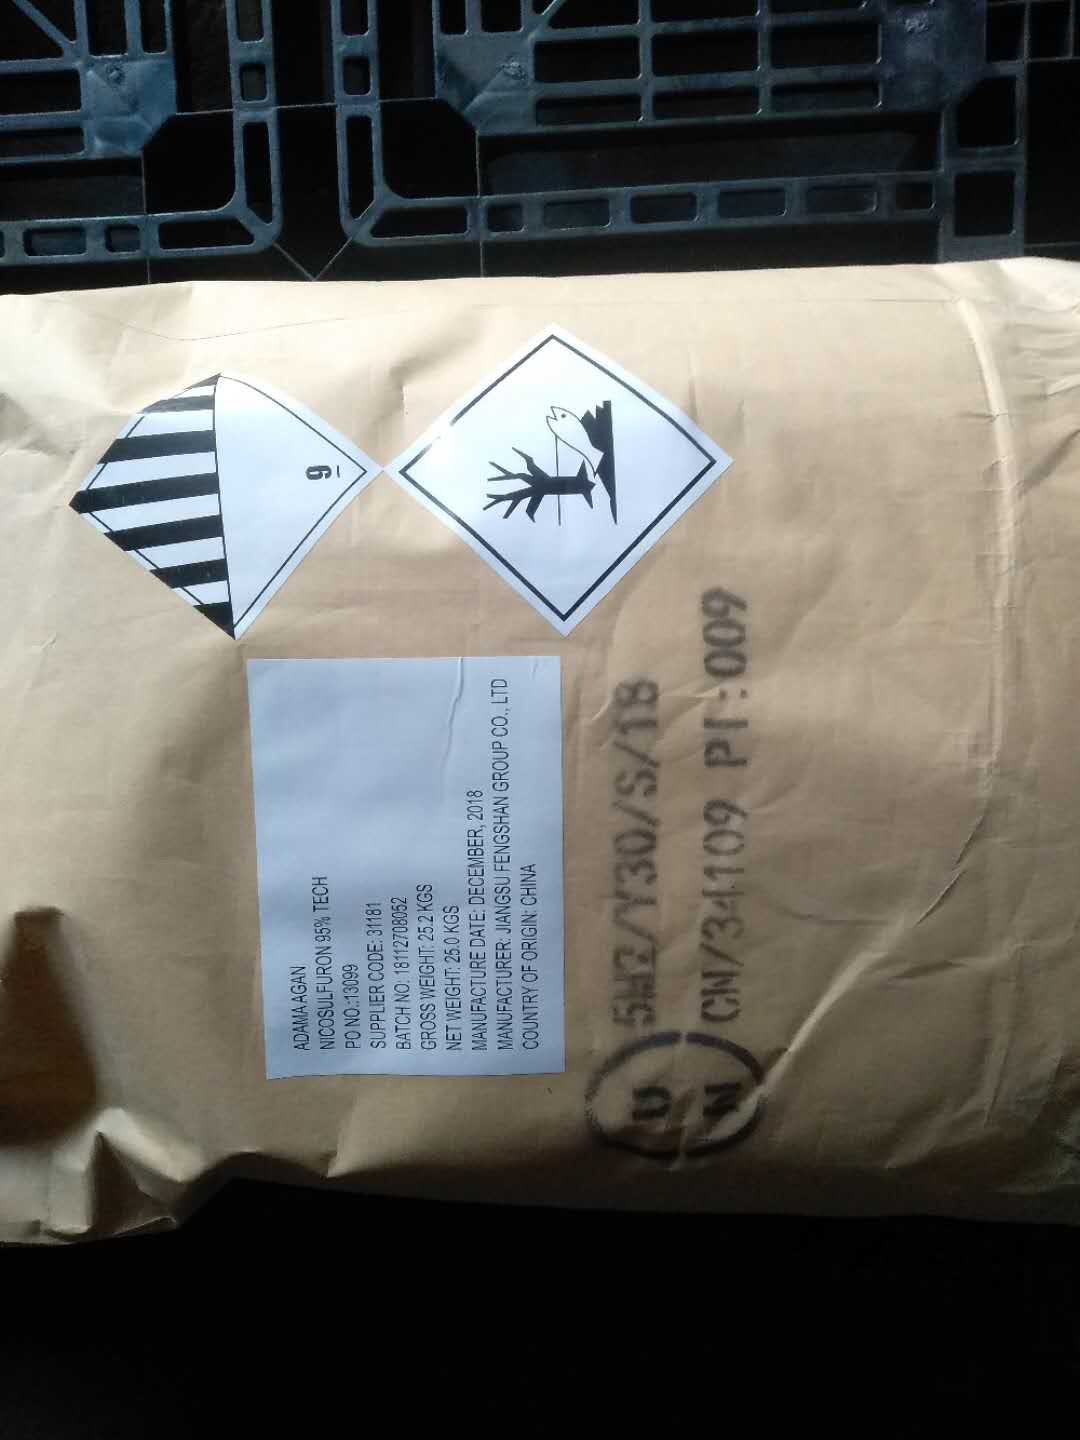 9
ADAMA AGAN
NICOSULFURON 95% TECH
PO NO.:13099
SUPPLIER CODE: 31181
BATCH NO. 18112708052
GROSS WEIGHT: 25.2 KGS
NET WEIGHT: 25.0 KGS
MANUFACTURE DATE: DECEMBER, 2018
MANUFACTURER: JIANGSU FENGSHAN GROUP CO., LTD
COUNTRY OF ORIGIN: CHINA
UN
5H2/Y30/S/18
CN/34109 PI:009